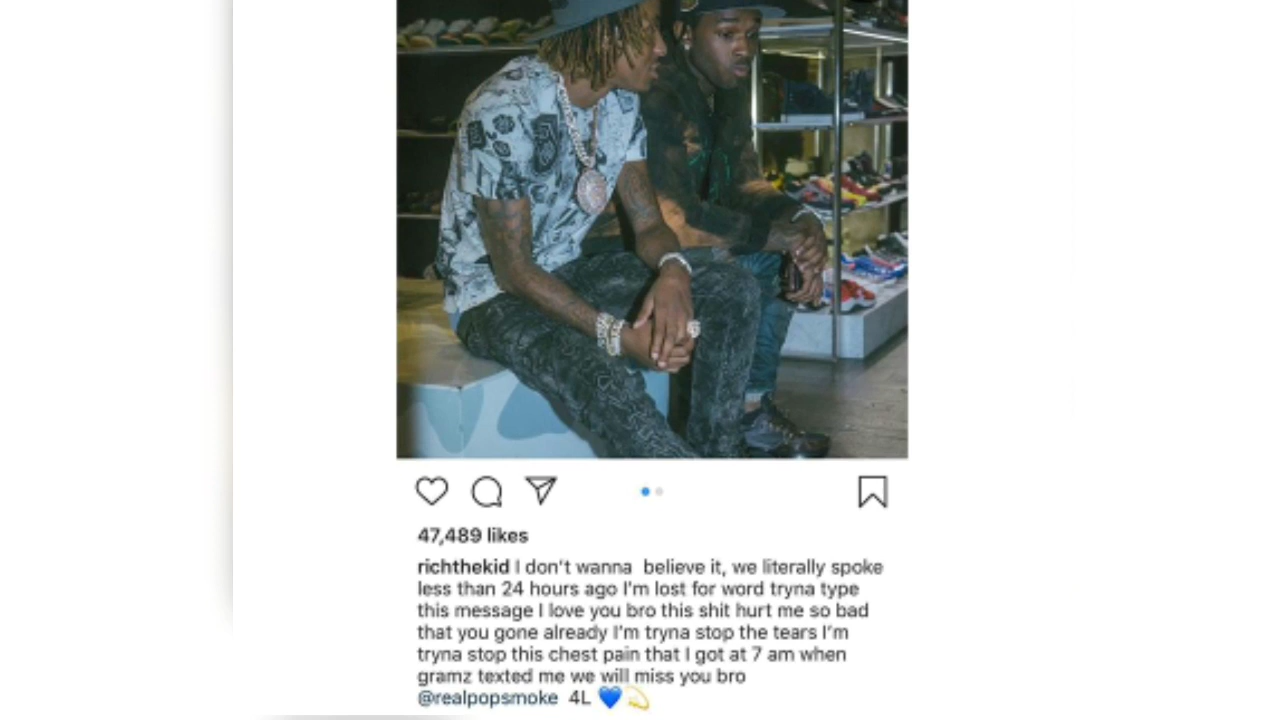 47,489 likes
richthekid I don't wanna believe it, we literally spoke
less than 24 hours ago I'm lost for word tryna type
this message I love you bro this shit hurt me so bad
that you gone already I'm tryna stop the tears I'm
tryna stop this chest pain that I got at 7 am when
gramz texted me we will miss you bro
@realpopsmoke 4L 💙💫